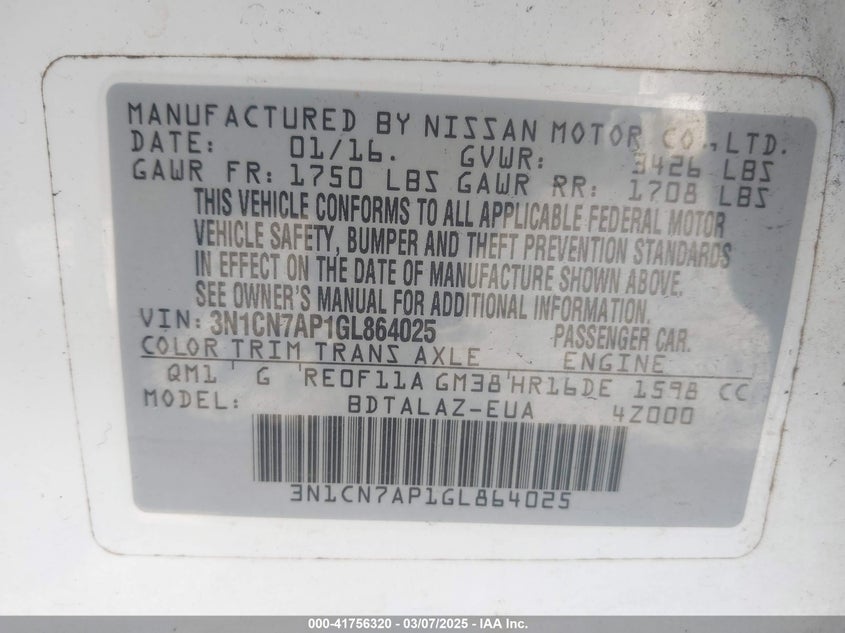 MANUFACTURED BY NISSAN MOTOR CO.,LTD.
DATE: 01/16. GVWR: 3426 LBS
GAWR FR: 1750 LBS GAWR RR: 1708 LBS
THIS VEHICLE CONFORMS TO ALL APPLICABLE FEDERAL MOTOR
VEHICLE SAFETY, BUMPER AND THEFT PREVENTION STANDARDS
IN EFFECT ON THE DATE OF MANUFACTURE SHOWN ABOVE.
SEE OWNER'S MANUAL FOR ADDITIONAL INFORMATION.
VIN: 3N1CN7AP1GL864025 PASSENGER CAR.
COLOR TRIM TRANS AXLE ENGINE
QM1 G RE0F11A GM38 HR16DE 1598 CC
MODEL: BDTALAZ-EUA 4Z000
3N1CN7AP1GL864025
000-41756320 — 03/07/2025 — IAA Inc.